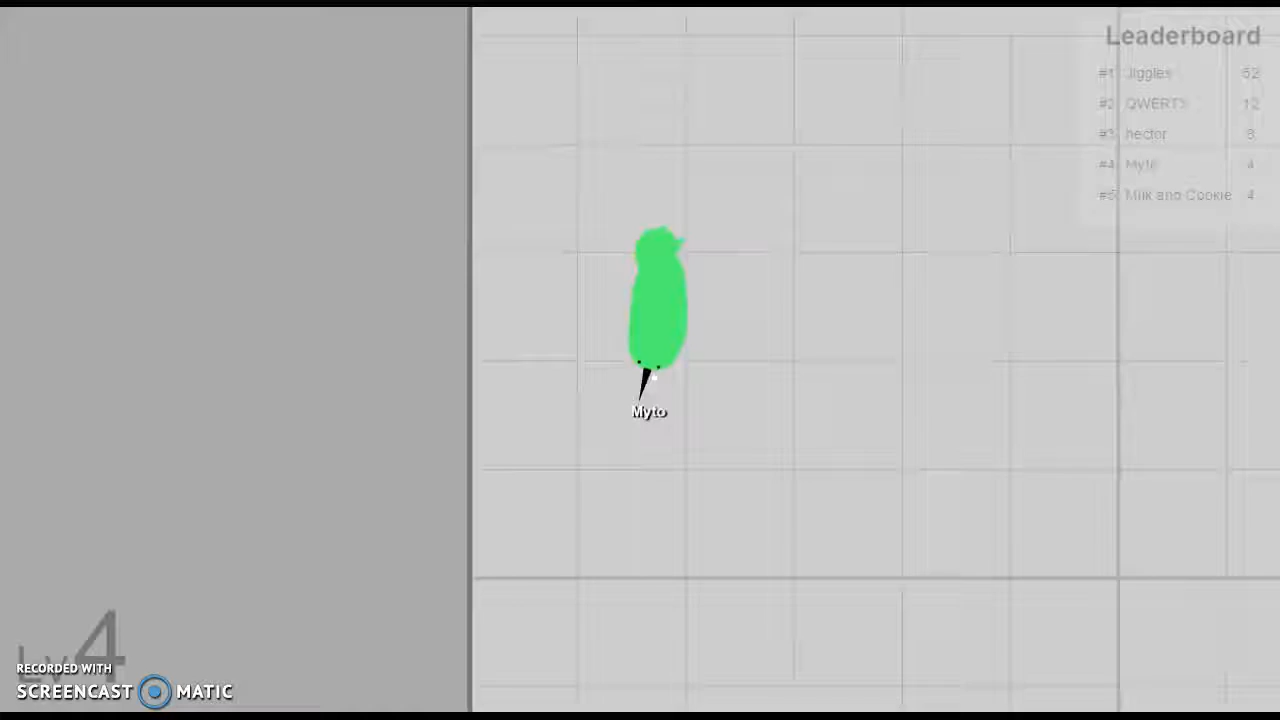 Leaderboard
#1 Jiggles 52
#2 QWERTY 12
#3 hector 8
#4 Myto 4
#5 Milk and Cookie 4
Myto
Lv 4
RECORDED WITH
SCREENCAST MATIC